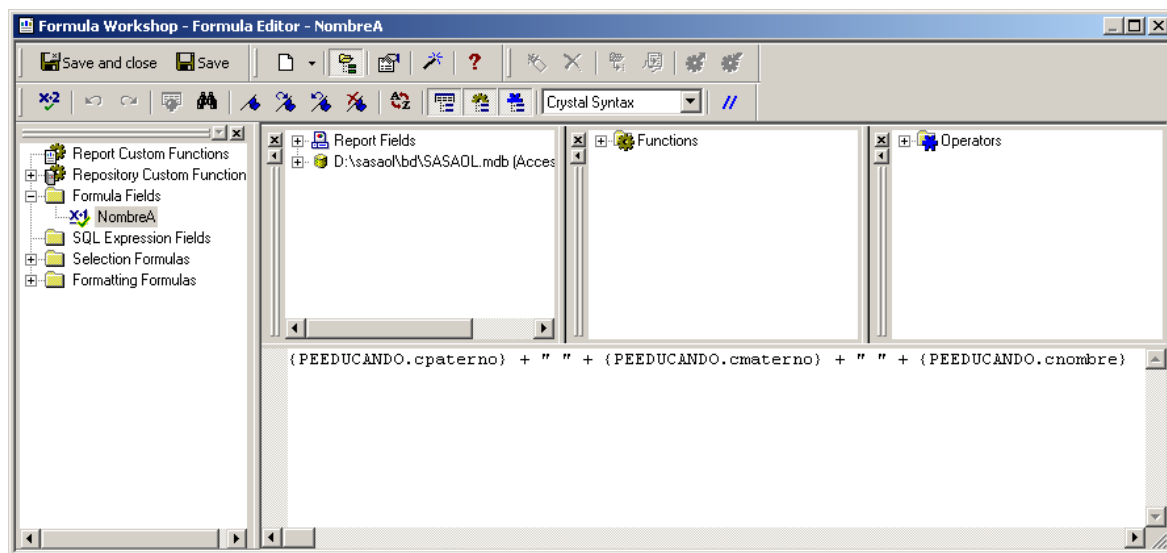 Formula Workshop - Formula Editor - NombreA
Save and close Save
Crystal Syntax
Report Custom Functions
Repository Custom Function
Formula Fields
NombreA
SQL Expression Fields
Selection Formulas
Formatting Formulas
Report Fields
D:\sasaol\bd\SASAOL.mdb (Acces
Functions
Operators
{PEEDUCANDO.cpaterno} + " " + {PEEDUCANDO.cmaterno} + " " + {PEEDUCANDO.cnombre}